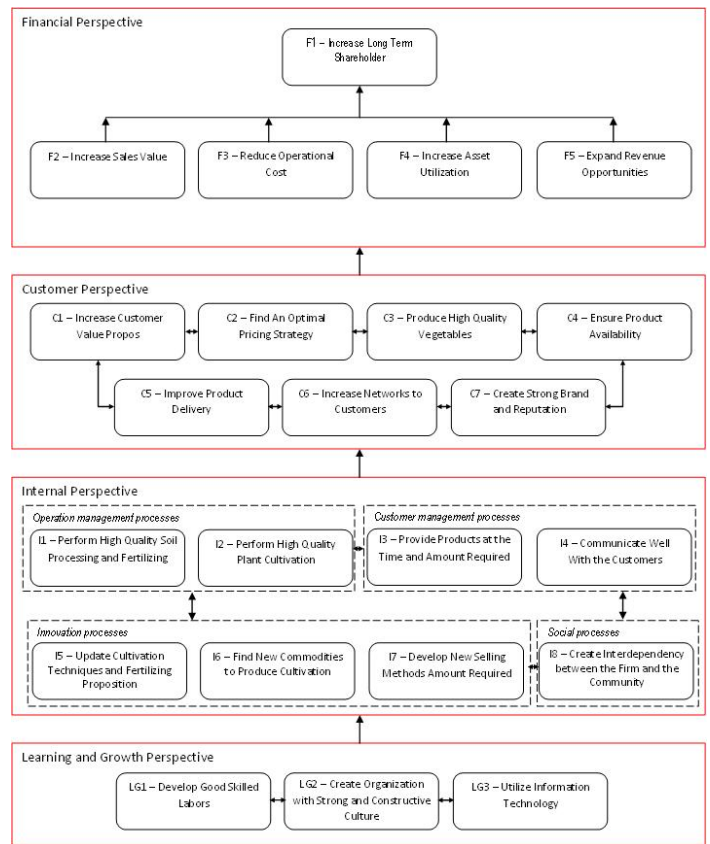 Financial Perspective
F1 – Increase Long Term
Shareholder
F2 – Increase Sales Value
F3 – Reduce Operational
Cost
F4 – Increase Asset
Utilization
F5 – Expand Revenue
Opportunities
Customer Perspective
C1 – Increase Customer
Value Propos
C2 – Find An Optimal
Pricing Strategy
C3 – Produce High Quality
Vegetables
C4 – Ensure Product
Availability
C5 – Improve Product
Delivery
C6 – Increase Networks to
Customers
C7 – Create Strong Brand
and Reputation
Internal Perspective
Operation management processes
I1 – Perform High Quality Soil
Processing and Fertilizing
I2 – Perform High Quality
Plant Cultivation
Customer management processes
I3 – Provide Products at the
Time and Amount Required
I4 – Communicate Well
With the Customers
Innovation processes
I5 – Update Cultivation
Techniques and Fertilizing
Proposition
I6 – Find New Commodities
to Produce Cultivation
I7 – Develop New Selling
Methods Amount Required
Social processes
I8 – Create Interdependency
between the Firm and the
Community
Learning and Growth Perspective
LG1 – Develop Good Skilled
Labors
LG2 – Create Organization
with Strong and Constructive
Culture
LG3 – Utilize Information
Technology